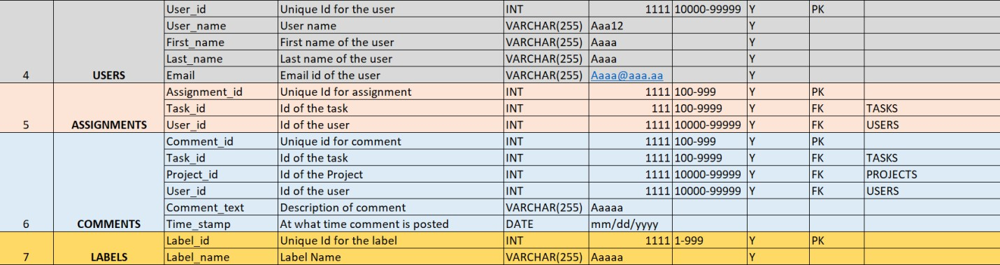 User_id Unique Id for the user INT 1111 10000-99999 Y PK
User_name User name VARCHAR(255) Aaa12 Y
First_name First name of the user VARCHAR(255) Aaaa Y
Last_name Last name of the user VARCHAR(255) Aaaa Y
4 USERS Email Email id of the user VARCHAR(255) Aaaa@aaa.aa Y
Assignment_id Unique Id for assignment INT 1111 100-999 Y PK
Task_id Id of the task INT 111 100-9999 Y FK TASKS
5 ASSIGNMENTS User_id Id of the user INT 1111 10000-99999 Y FK USERS
Comment_id Unique id for comment INT 1111 100-999 Y PK
Task_id Id of the task INT 1111 100-9999 Y FK TASKS
Project_id Id of the Project INT 1111 10000-99999 Y FK PROJECTS
User_id Id of the user INT 1111 10000-99999 Y FK USERS
Comment_text Description of comment VARCHAR(255) Aaaaa
6 COMMENTS Time_stamp At what time comment is posted DATE mm/dd/yyyy
Label_id Unique Id for the label INT 1111 1-999 Y PK
7 LABELS Label_name Label Name VARCHAR(255) Aaaaa Y